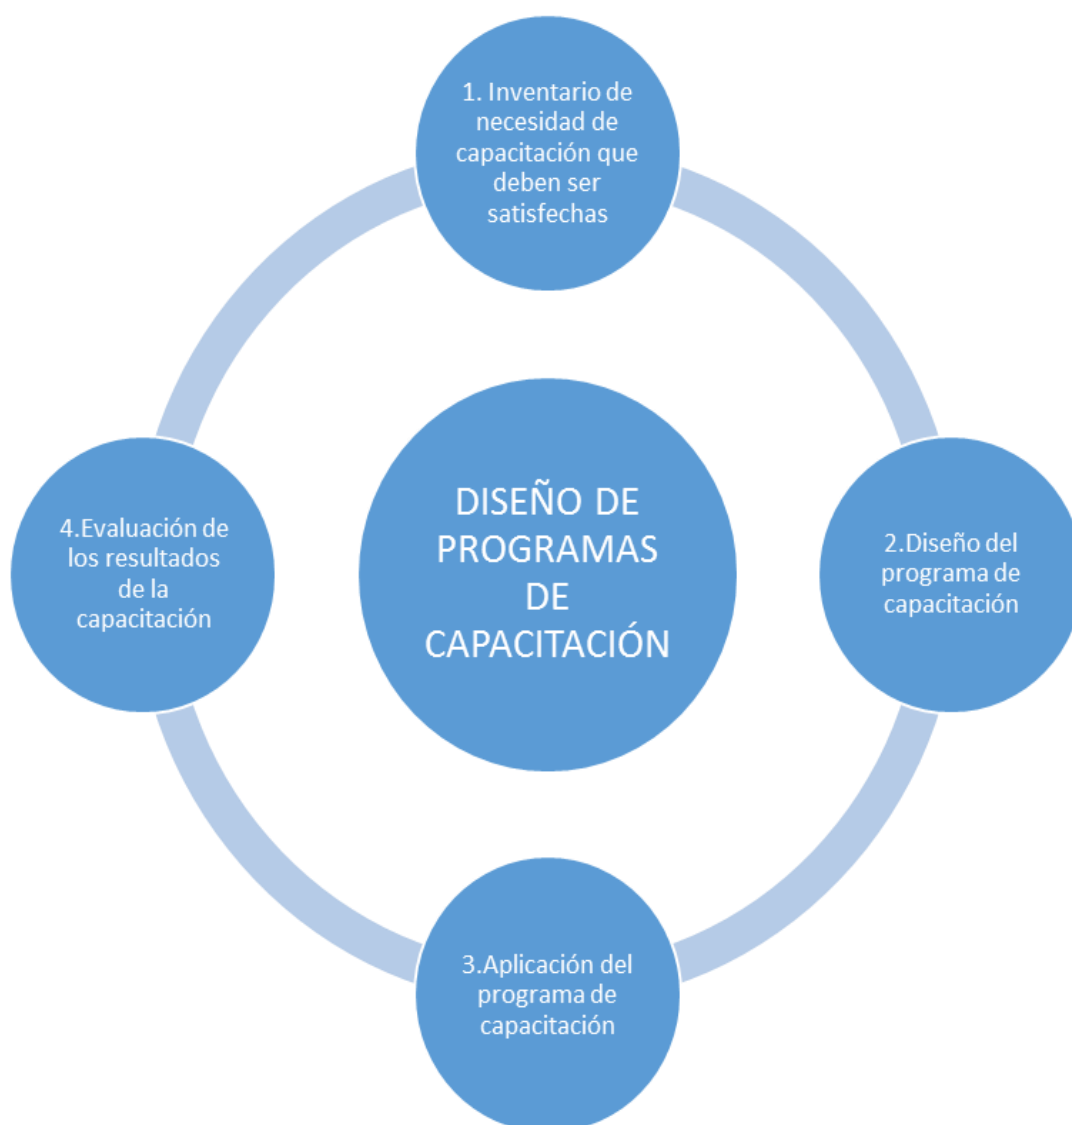 1. Inventario de
necesidad de
capacitación que
deben ser
satisfechas
DISEÑO DE
PROGRAMAS
DE
CAPACITACIÓN
2.Diseño del
programa de
capacitación
3.Aplicación del
programa de
capacitación
4.Evaluación de
los resultados
de la
capacitación